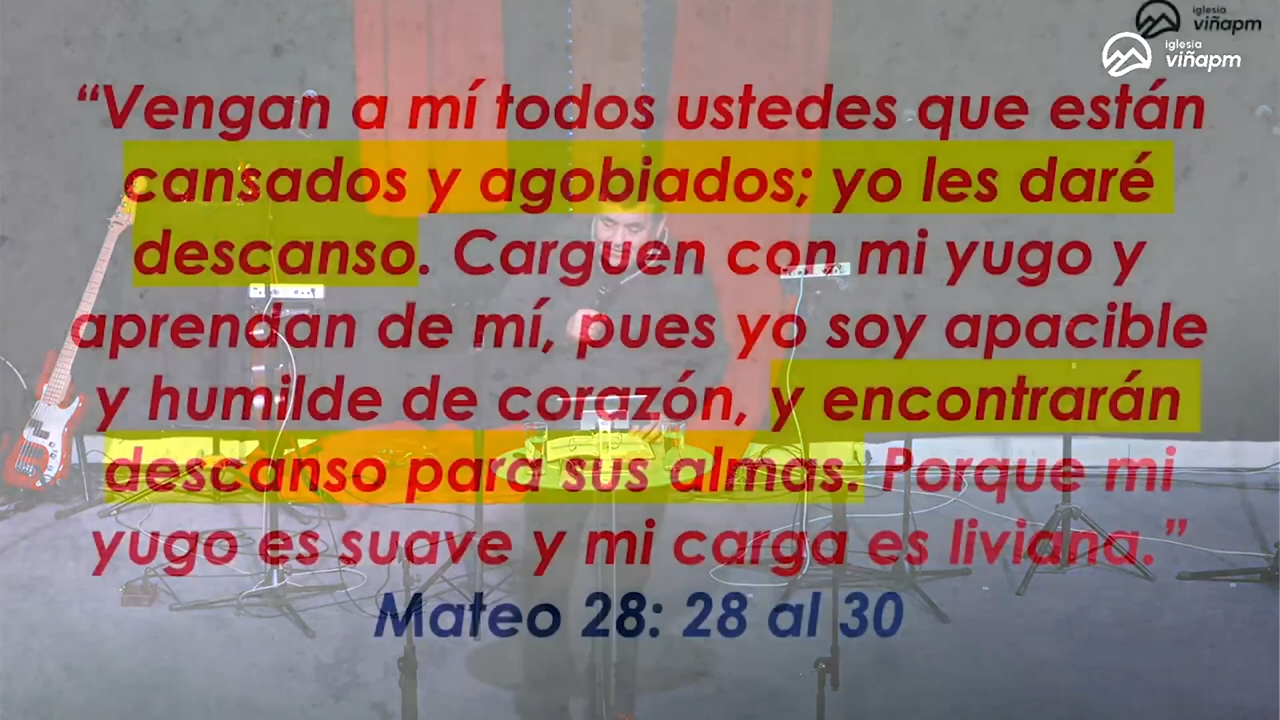 iglesia
viñapm
iglesia
viñapm
“Vengan a mí todos ustedes que están
cansados y agobiados; yo les daré
descanso. Carguen con mi yugo y
aprendan de mí, pues yo soy apacible
y humilde de corazón, y encontrarán
descanso para sus almas. Porque mi
yugo es suave y mi carga es liviana.”
Mateo 28: 28 al 30